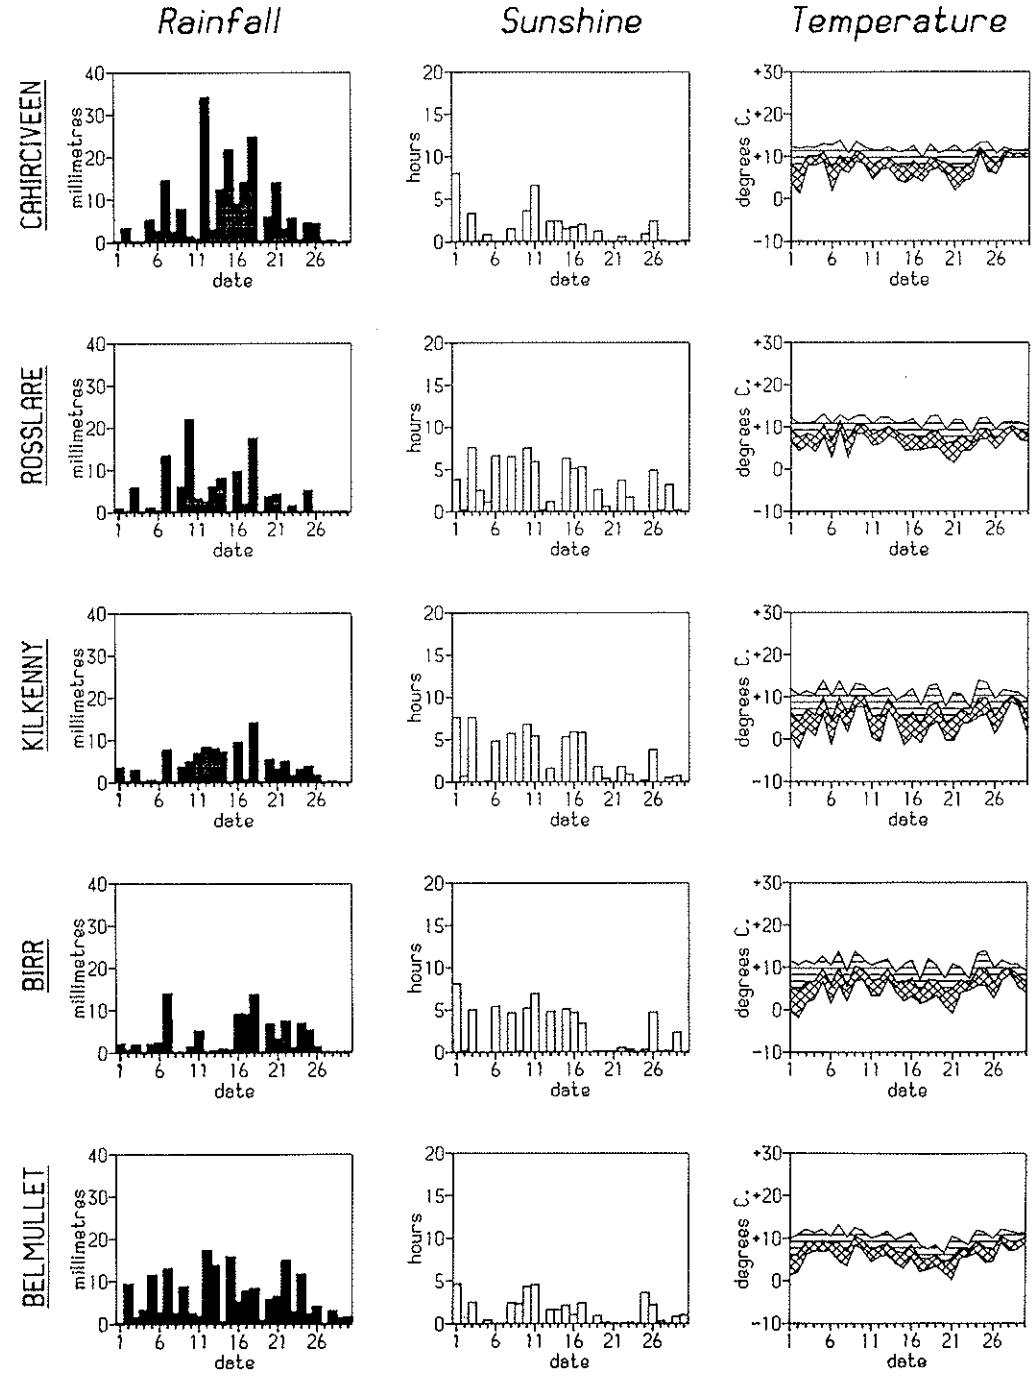 Rainfall Sunshine Temperature
CAHIRCIVEEN
millimetres
40
30
20
10
0
1 6 11 16 21 26
date
hours
20
15
10
5
0
1 6 11 16 21 26
date
degrees C.
+30
+20
+10
0
-10
1 6 11 16 21 26
date
ROSSLARE
millimetres
40
30
20
10
0
1 6 11 16 21 26
date
hours
20
15
10
5
0
1 6 11 16 21 26
date
degrees C.
+30
+20
+10
0
-10
1 6 11 16 21 26
date
KILKENNY
millimetres
40
30
20
10
0
1 6 11 16 21 26
date
hours
20
15
10
5
0
1 6 11 16 21 26
date
degrees C.
+30
+20
+10
0
-10
1 6 11 16 21 26
date
BIRR
millimetres
40
30
20
10
0
1 6 11 16 21 26
date
hours
20
15
10
5
0
1 6 11 16 21 26
date
degrees C.
+30
+20
+10
0
-10
1 6 11 16 21 26
date
BELMULLET
millimetres
40
30
20
10
0
1 6 11 16 21 26
date
hours
20
15
10
5
0
1 6 11 16 21 26
date
degrees C.
+30
+20
+10
0
-10
1 6 11 16 21 26
date